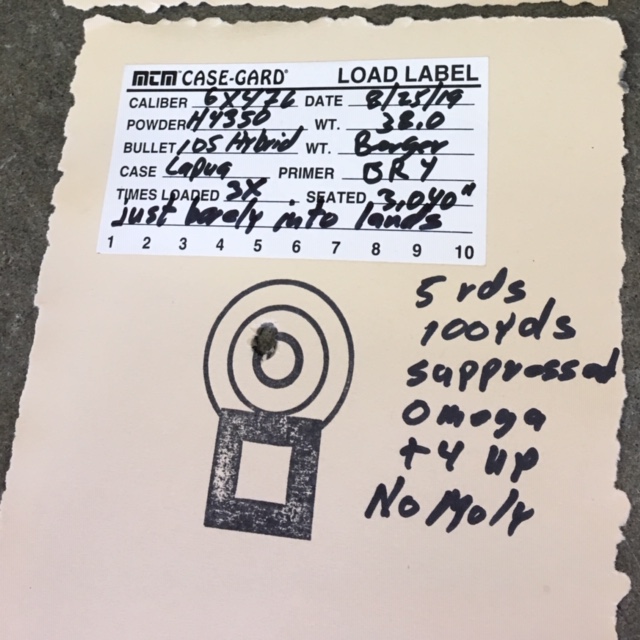 MTM CASE-GARD® LOAD LABEL
CALIBER 6X47L DATE 8/25/19
POWDER H4350 WT. 38.0
BULLET 105 Hybrid WT. Berger
CASE Lapua PRIMER BR4
TIMES LOADED 3X SEATED 3.040"
just barely into lands
1 2 3 4 5 6 7 8 9 10
5 rds
100yds
suppressed
Omega
+4 up
No Moly